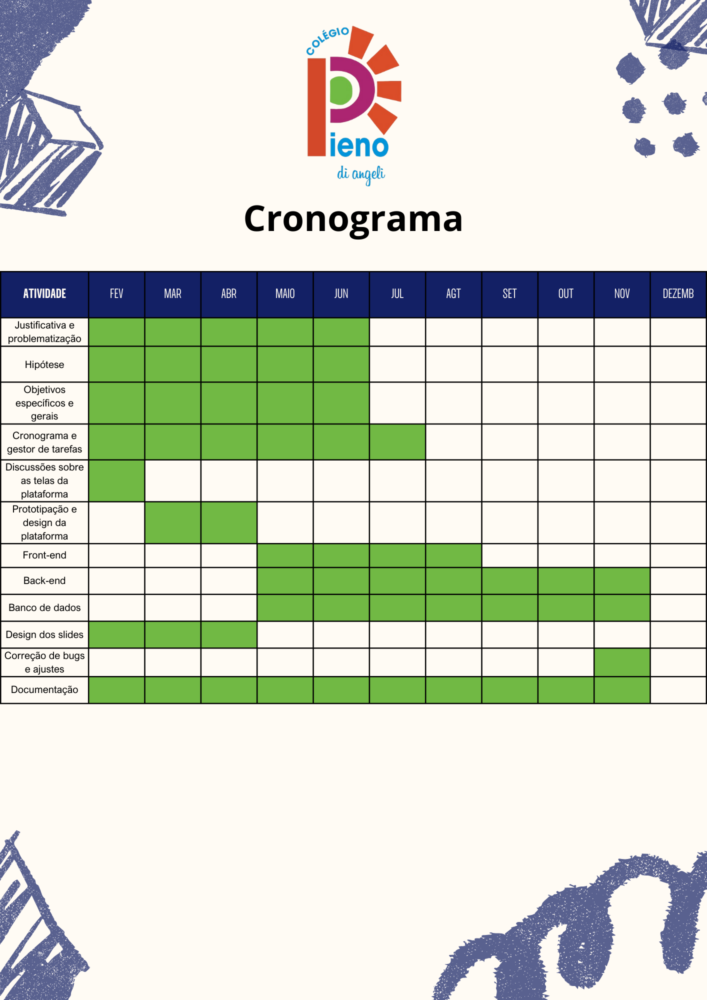 COLÉGIO
Pieno
di angeli
Cronograma
ATIVIDADE FEV MAR ABR MAIO JUN JUL AGT SET OUT NOV DEZEMB
Justificativa e
problematização
Hipótese
Objetivos
específicos e
gerais
Cronograma e
gestor de tarefas
Discussões sobre
as telas da
plataforma
Prototipação e
design da
plataforma
Front-end
Back-end
Banco de dados
Design dos slides
Correção de bugs
e ajustes
Documentação